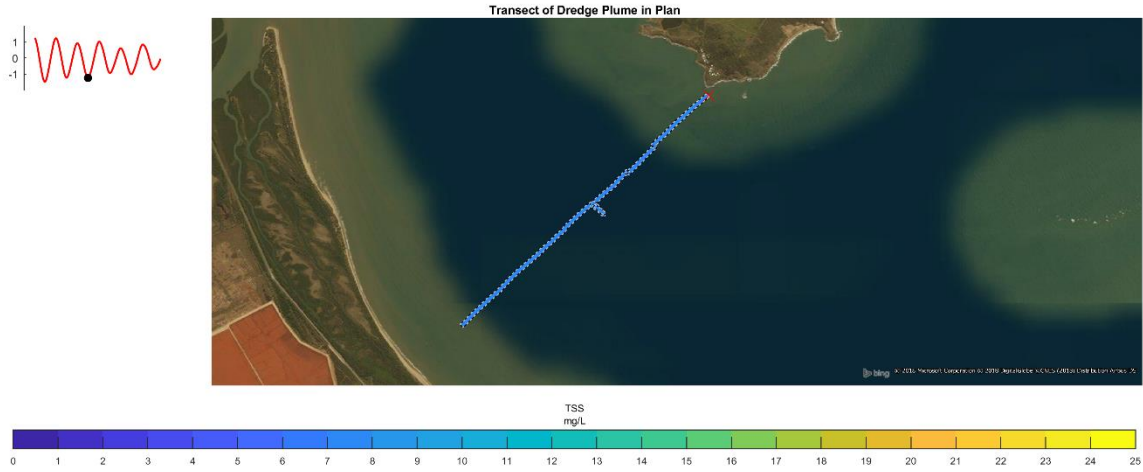 Transect of Dredge Plume in Plan
1
0
-1
bing
TSS
mg/L
0 1 2 3 4 5 6 7 8 9 10 11 12 13 14 15 16 17 18 19 20 21 22 23 24 25